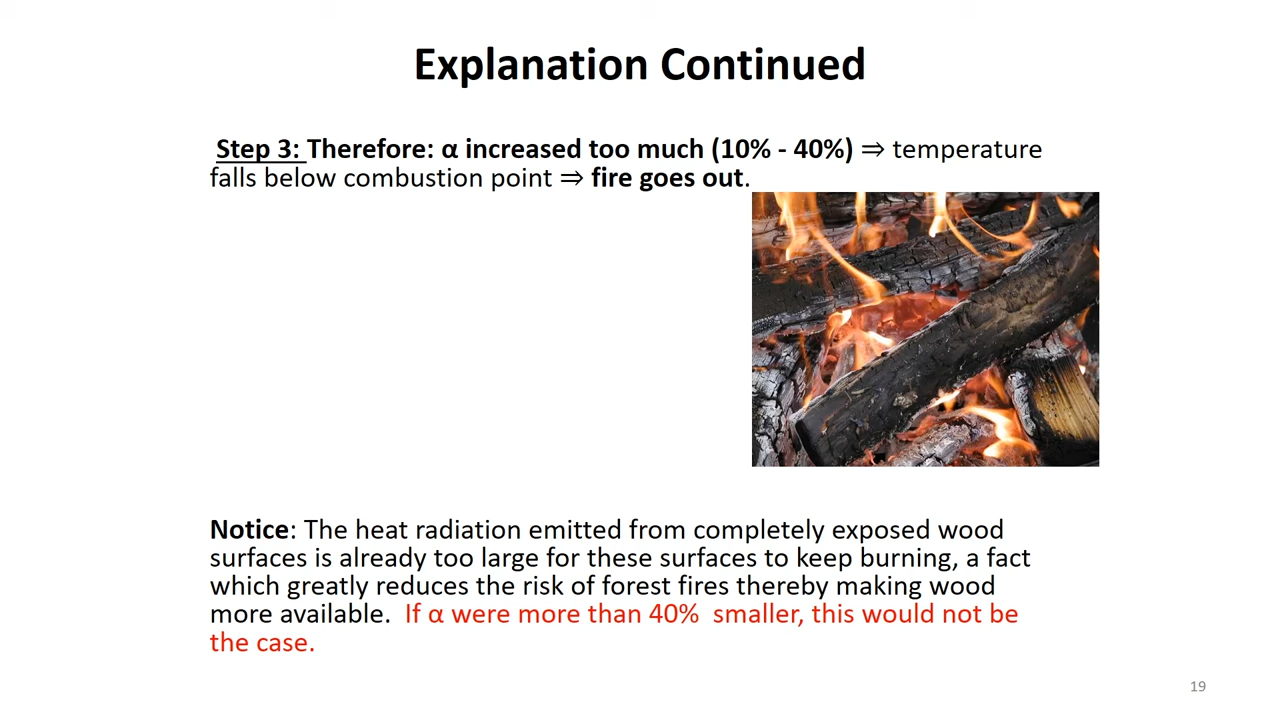 Explanation Continued
Step 3: Therefore: α increased too much (10% - 40%) ⇒ temperature
falls below combustion point ⇒ fire goes out.
Notice: The heat radiation emitted from completely exposed wood
surfaces is already too large for these surfaces to keep burning, a fact
which greatly reduces the risk of forest fires thereby making wood
more available.  If α were more than 40%  smaller, this would not be
the case.
19